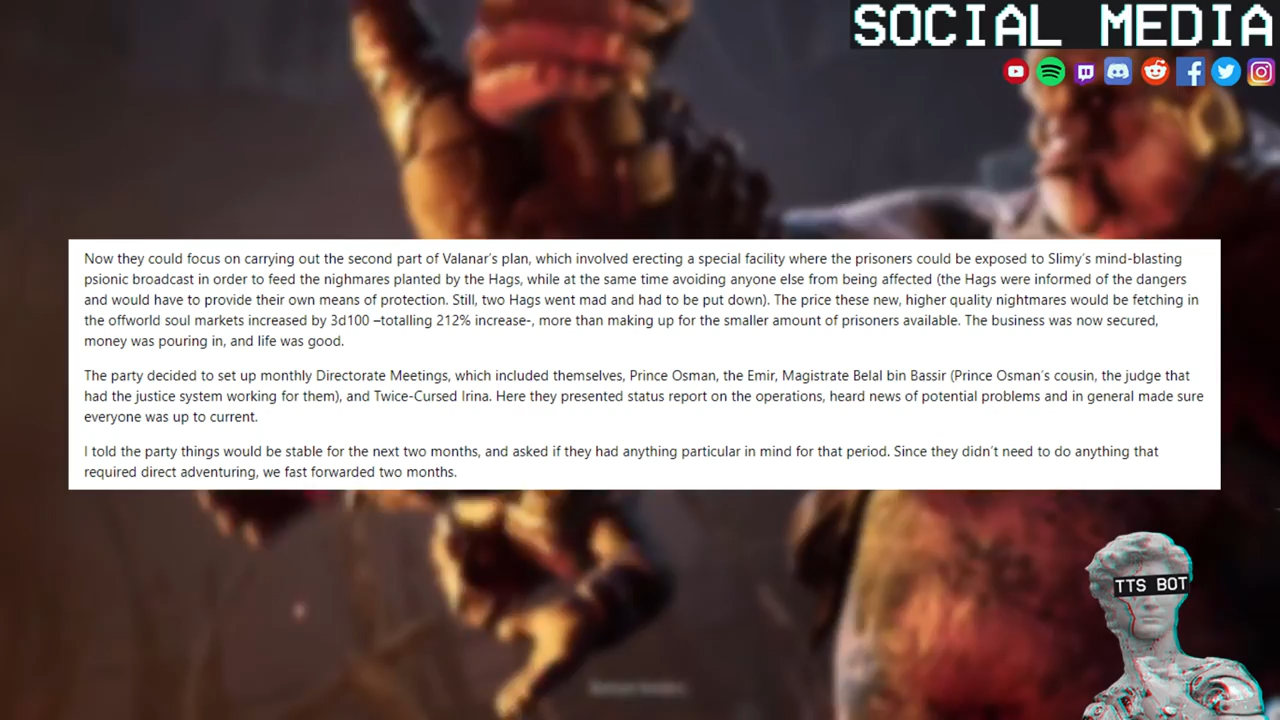 SOCIAL MEDIA
Now they could focus on carrying out the second part of Valanar's plan, which involved erecting a special facility where the prisoners could be exposed to Slimy's mind-blasting
psionic broadcast in order to feed the nighmares planted by the Hags, while at the same time avoiding anyone else from being affected (the Hags were informed of the dangers
and would have to provide their own means of protection. Still, two Hags went mad and had to be put down). The price these new, higher quality nightmares would be fetching in
the offworld soul markets increased by 3d100 –totalling 212% increase-, more than making up for the smaller amount of prisoners available. The business was now secured,
money was pouring in, and life was good.
The party decided to set up monthly Directorate Meetings, which included themselves, Prince Osman, the Emir, Magistrate Belal bin Bassir (Prince Osman's cousin, the judge that
had the justice system working for them), and Twice-Cursed Irina. Here they presented status report on the operations, heard news of potential problems and in general made sure
everyone was up to current.
I told the party things would be stable for the next two months, and asked if they had anything particular in mind for that period. Since they didn't need to do anything that
required direct adventuring, we fast forwarded two months.
TTS BOT